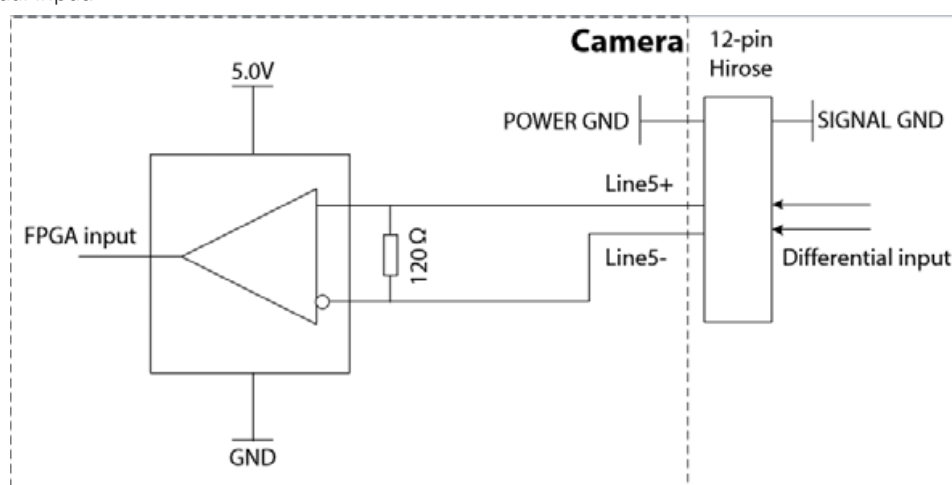 Camera
12-pin
Hirose
5.0V
POWER GND
SIGNAL GND
Line5+
FPGA input
120 Ω
Line5-
Differential input
GND